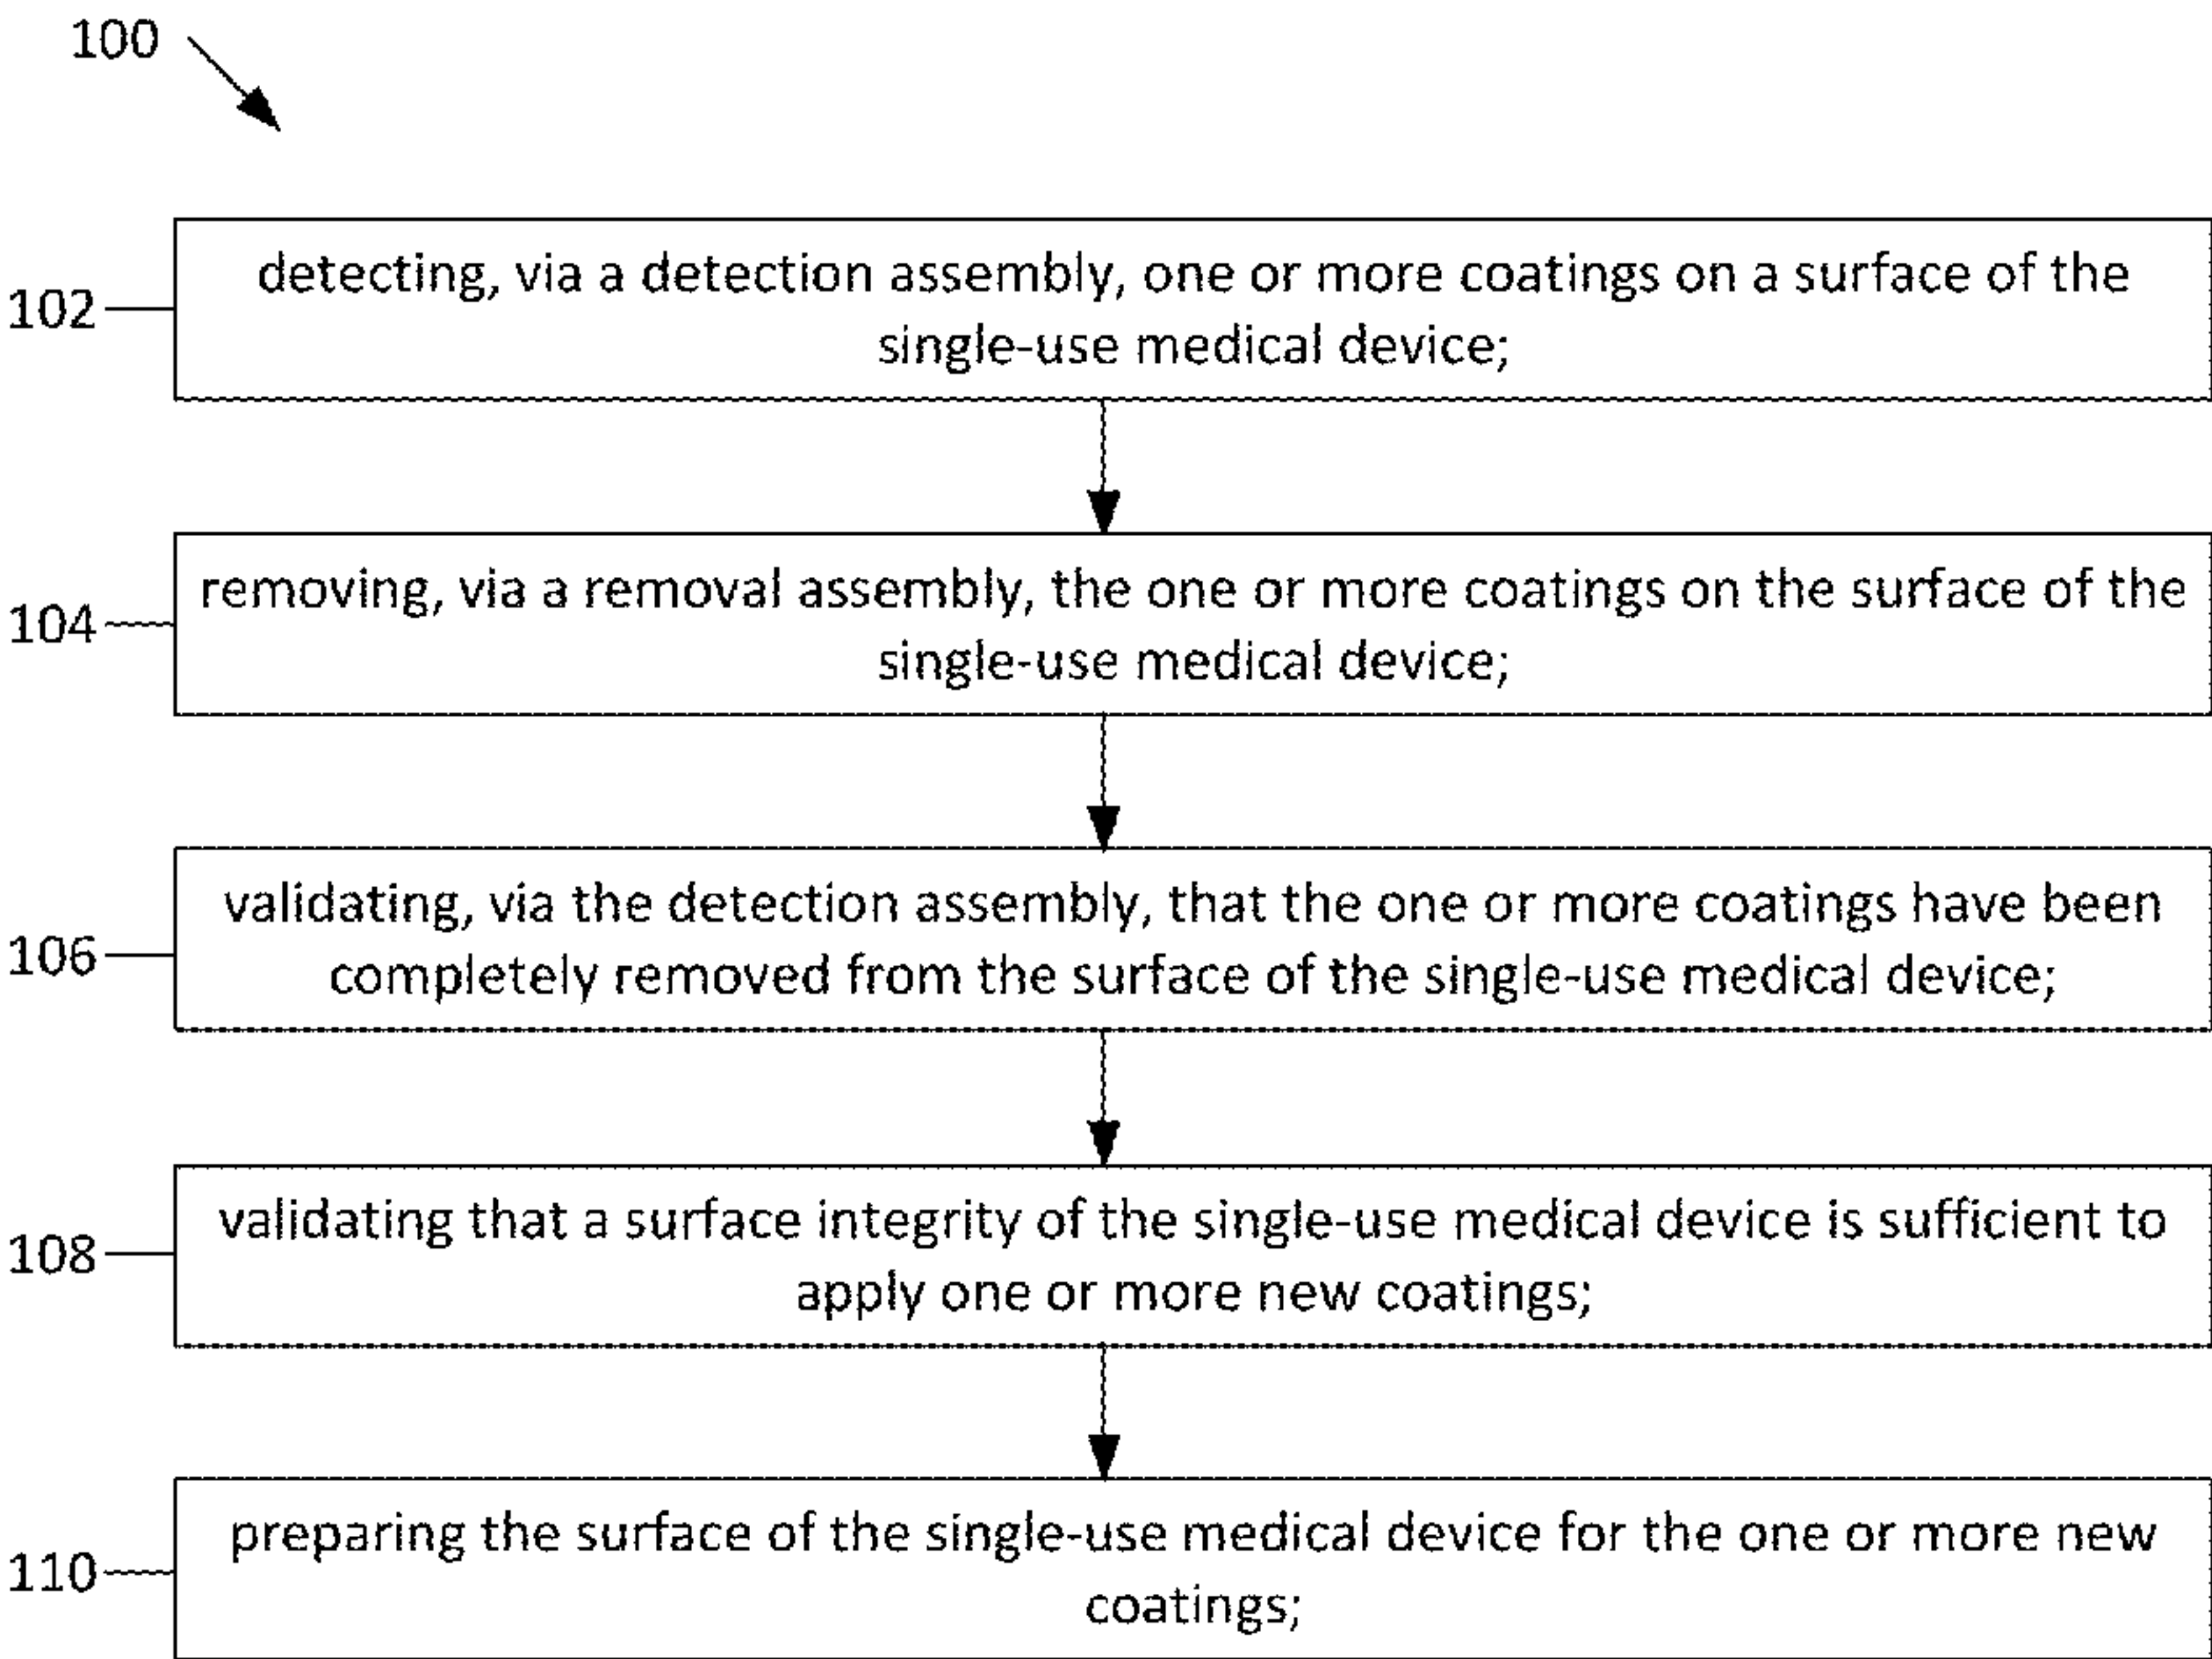 100
102
detecting, via a detection assembly, one or more coatings on a surface of the
single-use medical device;
104
removing, via a removal assembly, the one or more coatings on the surface of the
single-use medical device;
106
validating, via the detection assembly, that the one or more coatings have been
completely removed from the surface of the single-use medical device;
108
validating that a surface integrity of the single-use medical device is sufficient to
apply one or more new coatings;
110
preparing the surface of the single-use medical device for the one or more new
coatings;